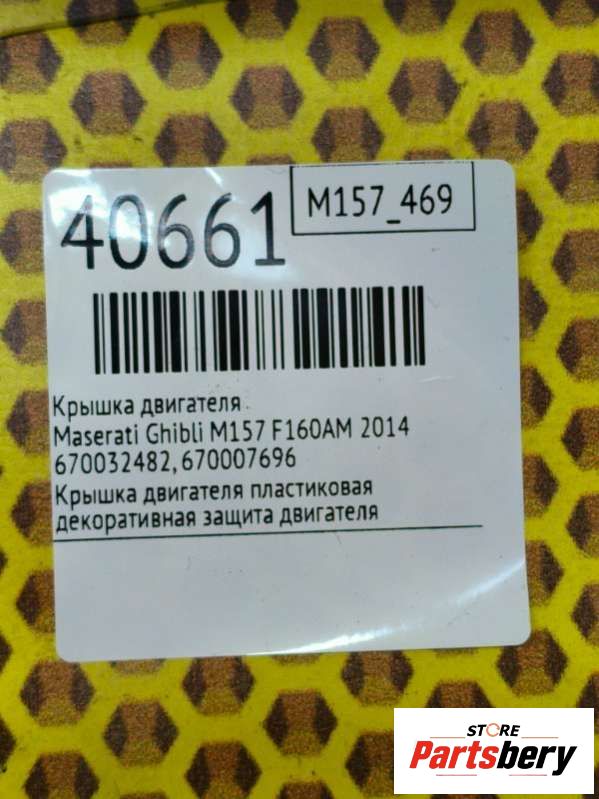 40661
M157_469
Крышка двигателя
Maserati Ghibli M157 F160AM 2014
670032482, 670007696
Крышка двигателя пластиковая
декоративная защита двигателя
STORE
Partsbery